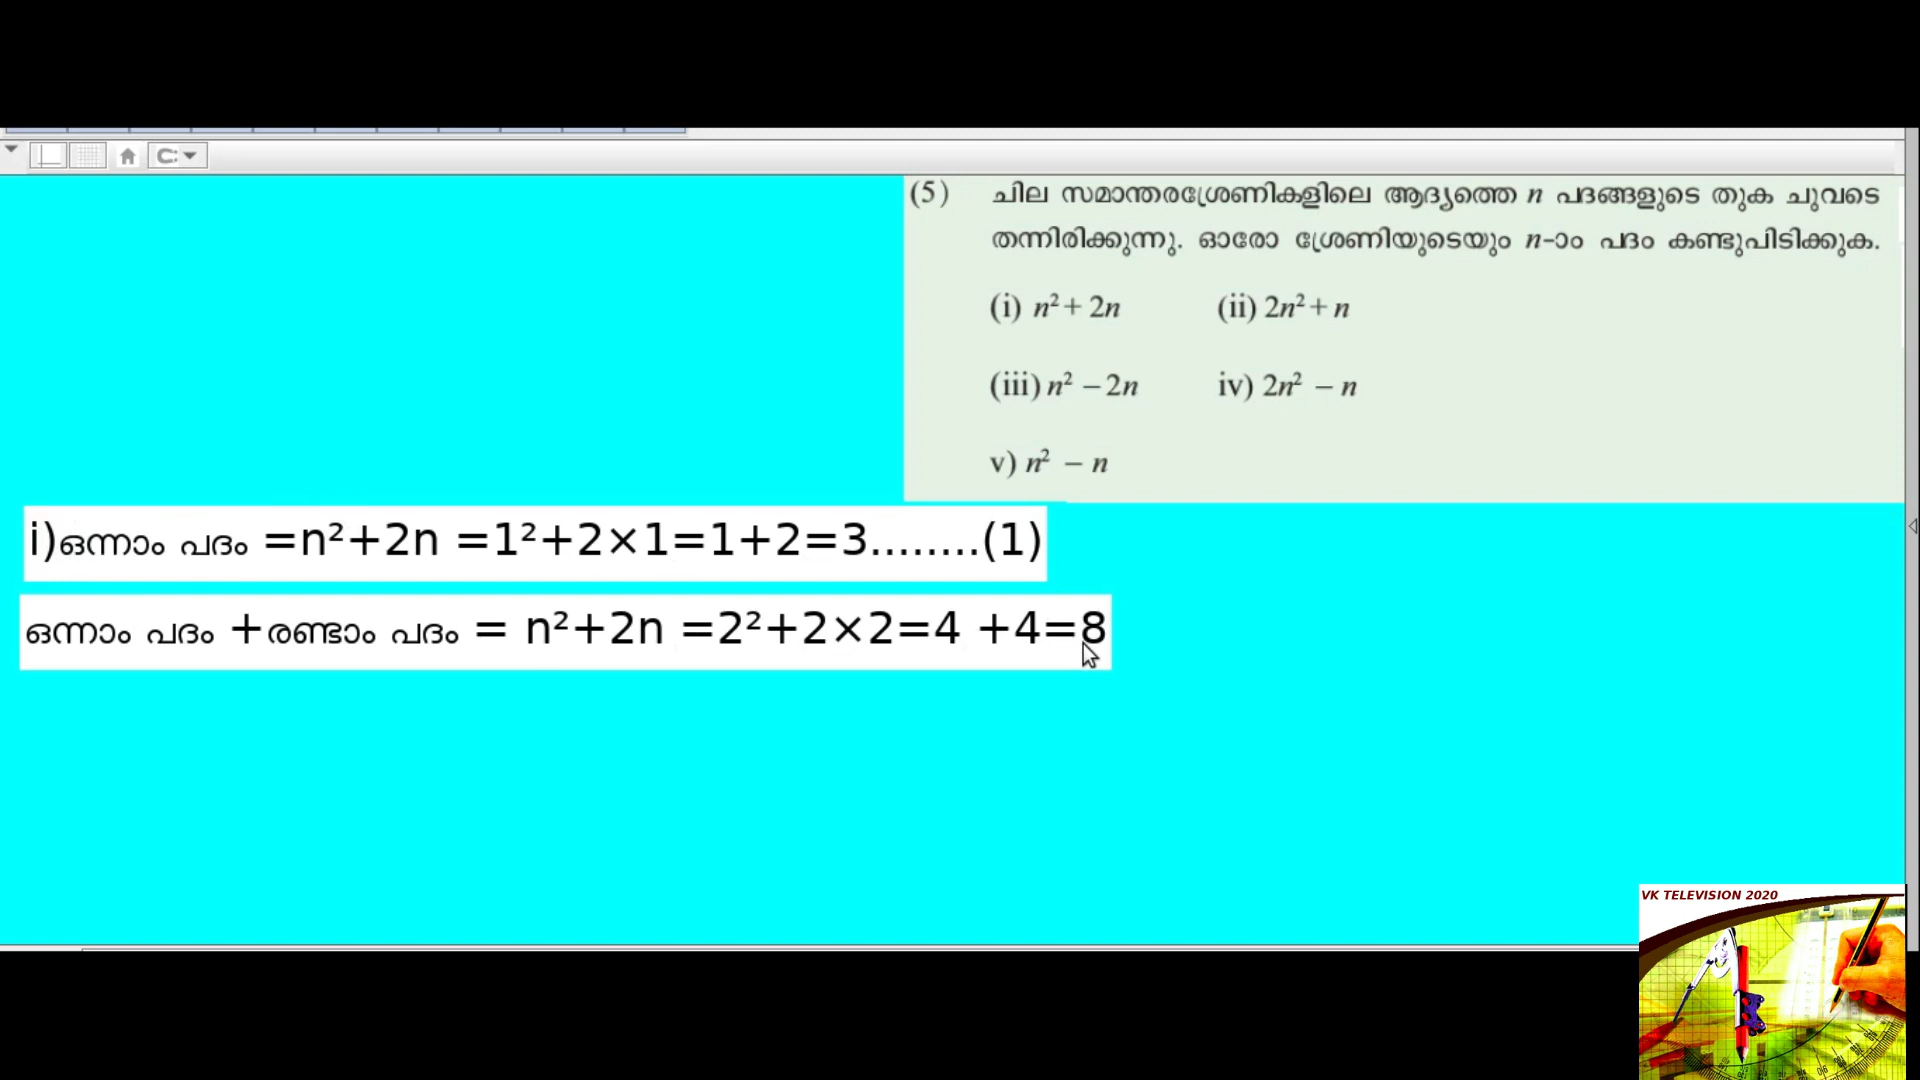 (5) ചില സമാന്തരശ്രേണികളിലെ ആദ്യത്തെ n പദങ്ങളുടെ തുക ചുവടെ
തന്നിരിക്കുന്നു. ഓരോ ശ്രേണിയുടെയും n-ാം പദം കണ്ടുപിടിക്കുക.
(i) n² + 2n (ii) 2n² + n
(iii) n² – 2n iv) 2n² – n
v) n² – n
i)ഒന്നാം പദം =n²+2n =1²+2×1=1+2=3........(1)
ഒന്നാം പദം +രണ്ടാം പദം = n²+2n =2²+2×2=4 +4=8
VK TELEVISION 2020